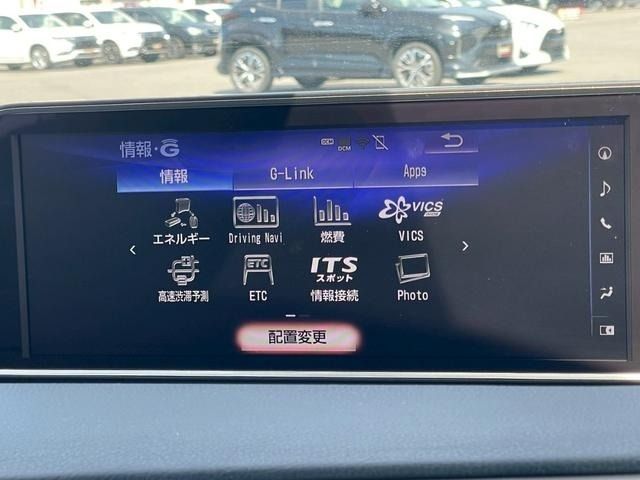 情報・G
DCM
情報 G-Link Apps
エネルギー Driving Navi 燃費 VICS
VICS
高速渋滞予測 ETC 情報接続 Photo
ETC
ITS
スポット
配置変更